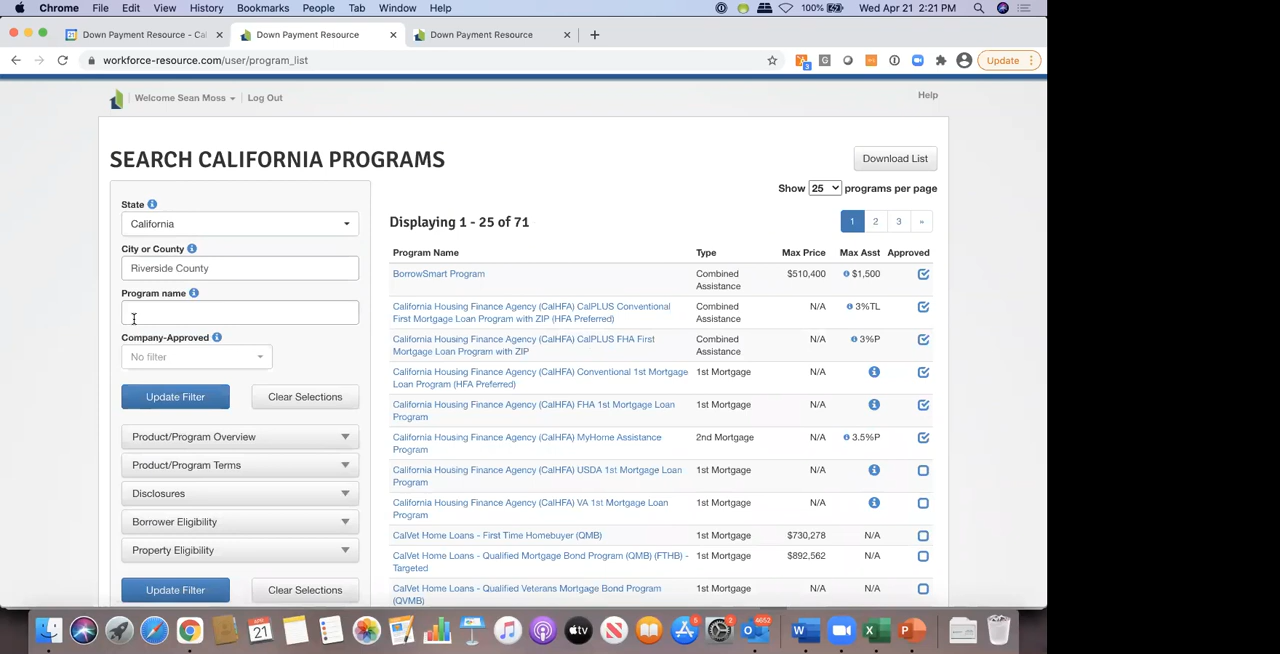 Chrome File Edit View History Bookmarks People Tab Window Help 100% Wed Apr 21 2:21 PM
Down Payment Resource - Cal Down Payment Resource Down Payment Resource
workforce-resource.com/user/program_list Update
Welcome Sean Moss Log Out Help
SEARCH CALIFORNIA PROGRAMS
Download List
Show 25 programs per page
State
California
City or County
Riverside County
Program name
Company-Approved
No filter
Update Filter Clear Selections
Product/Program Overview
Product/Program Terms
Disclosures
Borrower Eligibility
Property Eligibility
Update Filter Clear Selections
Displaying 1 - 25 of 71
1 2 3 »
Program Name Type Max Price Max Asst Approved
BorrowSmart Program Combined Assistance $510,400 $1,500
California Housing Finance Agency (CalHFA) CalPLUS Conventional Combined N/A 3%TL
First Mortgage Loan Program with ZIP (HFA Preferred) Assistance
California Housing Finance Agency (CalHFA) CalPLUS FHA First Combined N/A 3%P
Mortgage Loan Program with ZIP Assistance
California Housing Finance Agency (CalHFA) Conventional 1st Mortgage 1st Mortgage N/A
Loan Program (HFA Preferred)
California Housing Finance Agency (CalHFA) FHA 1st Mortgage Loan 1st Mortgage N/A
Program
California Housing Finance Agency (CalHFA) MyHome Assistance 2nd Mortgage N/A 3.5%P
Program
California Housing Finance Agency (CalHFA) USDA 1st Mortgage Loan 1st Mortgage N/A
Program
California Housing Finance Agency (CalHFA) VA 1st Mortgage Loan 1st Mortgage N/A
Program
CalVet Home Loans - First Time Homebuyer (QMB) 1st Mortgage $730,278 N/A
CalVet Home Loans - Qualified Mortgage Bond Program (QMB) (FTHB) - 1st Mortgage $892,562 N/A
Targeted
CalVet Home Loans - Qualified Veterans Mortgage Bond Program 1st Mortgage N/A N/A
(QVMB)